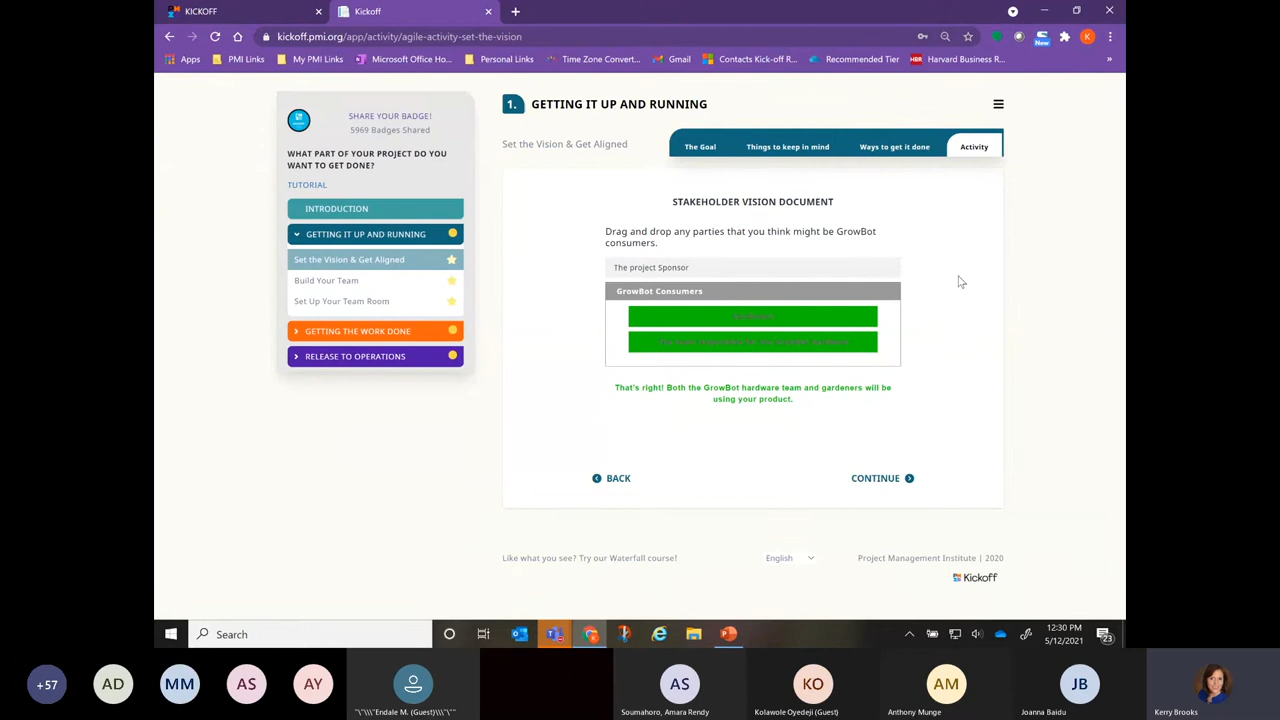 KICKOFF
Kickoff
kickoff.pmi.org/app/activity/agile-activity-set-the-vision
K
New
Apps
PMI Links
My PMI Links
Microsoft Office Ho...
Personal Links
Time Zone Convert...
Gmail
Contacts Kick-off R...
Recommended Tier
HBR
Harvard Business R...
»
SHARE YOUR BADGE!
5969 Badges Shared
WHAT PART OF YOUR PROJECT DO YOU
WANT TO GET DONE?
TUTORIAL
INTRODUCTION
GETTING IT UP AND RUNNING
Set the Vision & Get Aligned
Build Your Team
Set Up Your Team Room
GETTING THE WORK DONE
RELEASE TO OPERATIONS
1. GETTING IT UP AND RUNNING
Set the Vision & Get Aligned
The Goal
Things to keep in mind
Ways to get it done
Activity
STAKEHOLDER VISION DOCUMENT
Drag and drop any parties that you think might be GrowBot
consumers.
The project Sponsor
GrowBot Consumers
That's right! Both the GrowBot hardware team and gardeners will be
using your product.
BACK
CONTINUE
Like what you see? Try our Waterfall course!
English
Project Management Institute | 2020
Kickoff
Search
12:30 PM
5/12/2021
23
+57
AD
MM
AS
AY
"\"\\\"Endale M. (Guest)\\\"\""
AS
Soumahoro, Amara Rendy
KO
Kolawole Oyedeji (Guest)
AM
Anthony Munge
JB
Joanna Baidu
Kerry Brooks